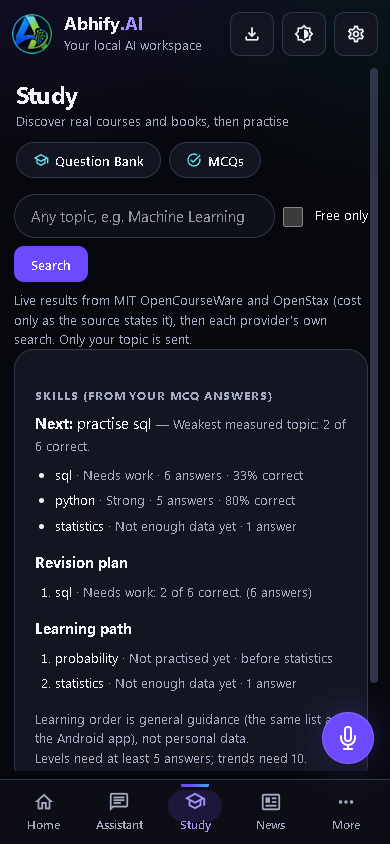 Abhify.AI
Your local AI workspace
Study
Discover real courses and books, then practise
Question Bank
MCQs
Any topic, e.g. Machine Learning
Free only
Search
Live results from MIT OpenCourseWare and OpenStax (cost
only as the source states it), then each provider's own
search. Only your topic is sent.
SKILLS (FROM YOUR MCQ ANSWERS)
Next: practise sql — Weakest measured topic: 2 of
6 correct.
• sql · Needs work · 6 answers · 33% correct
• python · Strong · 5 answers · 80% correct
• statistics · Not enough data yet · 1 answer
Revision plan
1. sql · Needs work: 2 of 6 correct. (6 answers)
Learning path
1. probability · Not practised yet · before statistics
2. statistics · Not enough data yet · 1 answer
Learning order is general guidance (the same list
the Android app), not personal data.
Levels need at least 5 answers; trends need 10.
Home
Assistant
Study
News
More